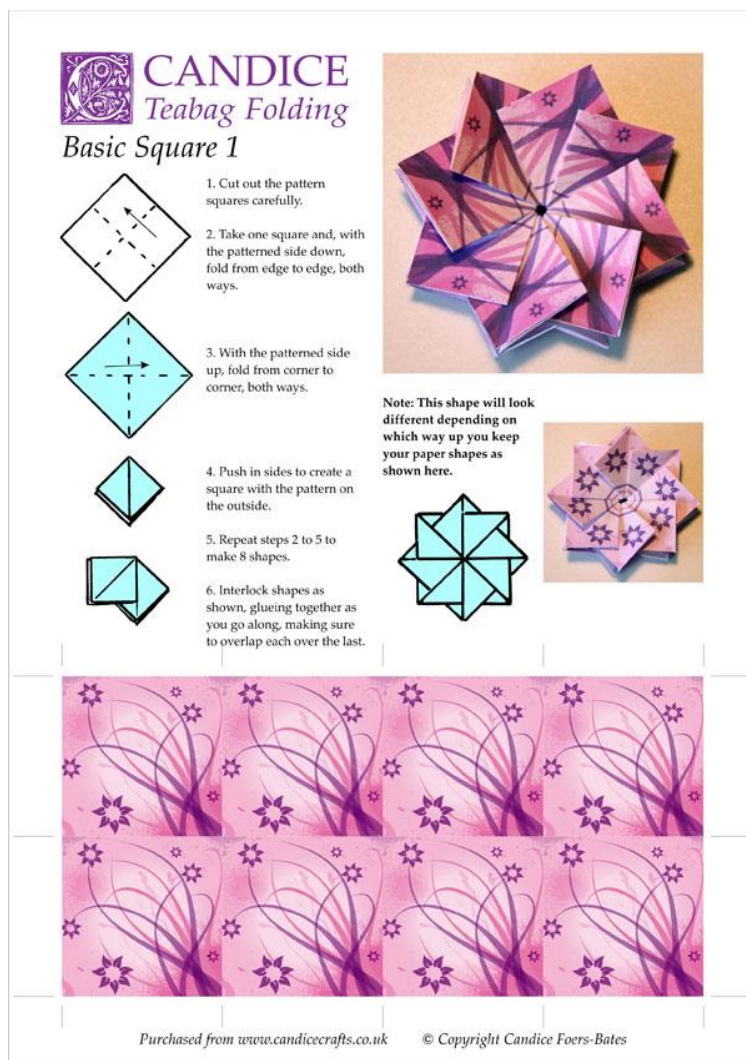 CANDICE
Teabag Folding
Basic Square 1
1. Cut out the pattern
squares carefully.
2. Take one square and, with
the patterned side down,
fold from edge to edge, both
ways.
3. With the patterned side
up, fold from corner to
corner, both ways.
4. Push in sides to create a
square with the pattern on
the outside.
5. Repeat steps 2 to 5 to
make 8 shapes.
6. Interlock shapes as
shown, glueing together as
you go along, making sure
to overlap each over the last.
Note: This shape will look
different depending on
which way up you keep
your paper shapes as
shown here.
Purchased from www.candicecrafts.co.uk © Copyright Candice Foers-Bates